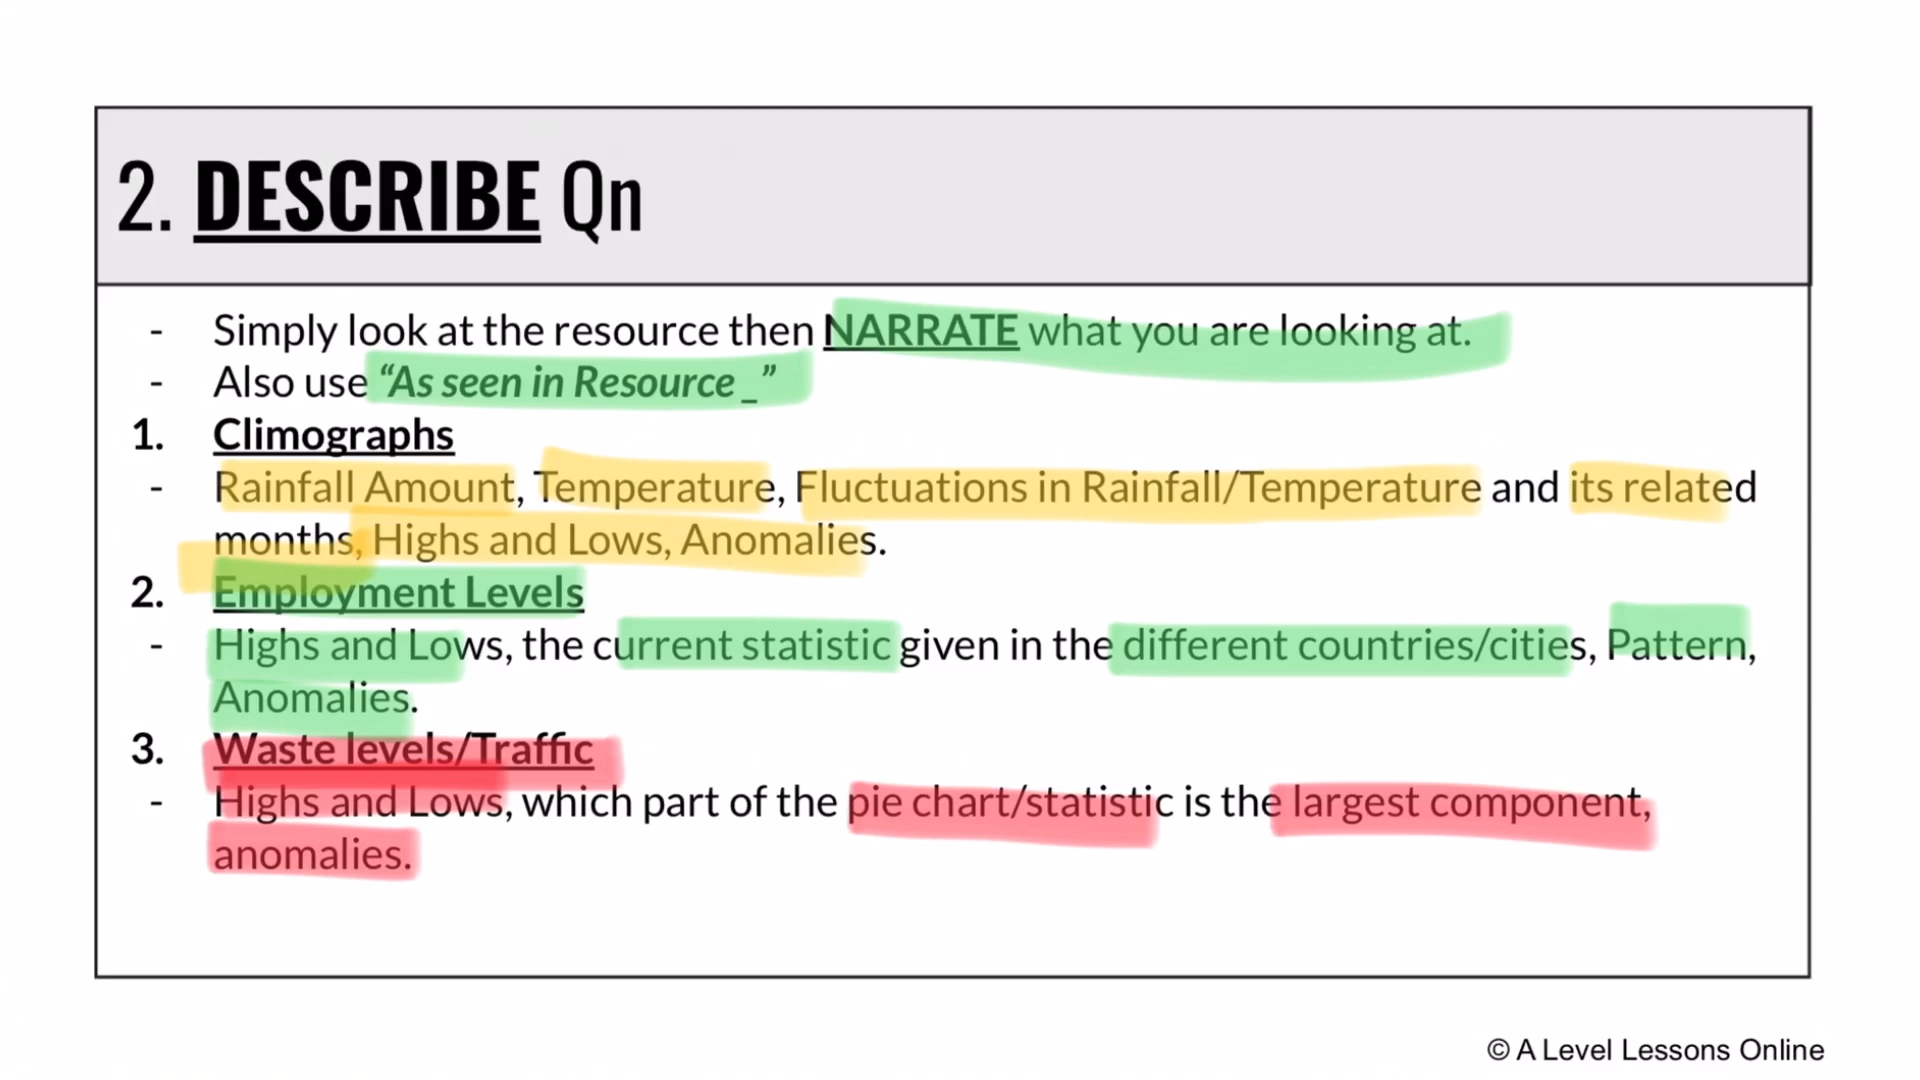 2. DESCRIBE Qn
- Simply look at the resource then NARRATE what you are looking at.
- Also use “As seen in Resource _”
1. Climographs
- Rainfall Amount, Temperature, Fluctuations in Rainfall/Temperature and its related
months, Highs and Lows, Anomalies.
2. Employment Levels
- Highs and Lows, the current statistic given in the different countries/cities, Pattern,
Anomalies.
3. Waste levels/Traffic
- Highs and Lows, which part of the pie chart/statistic is the largest component,
anomalies.
© A Level Lessons Online